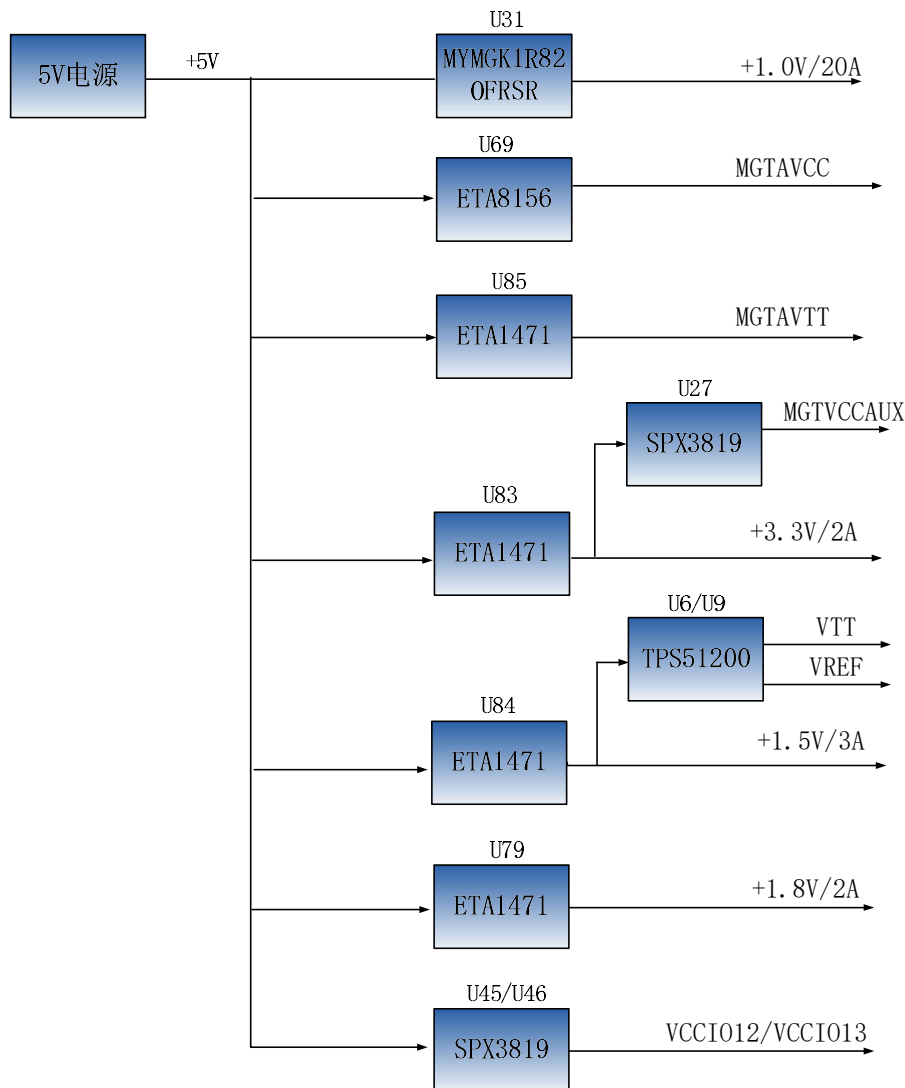 U31
5V电源
+5V
MYMGK1R82
OFRSR
+1.0V/20A
U69
ETA8156
MGTAVCC
U85
ETA1471
MGTAVTT
U27
SPX3819
MGTVCCAUX
U83
ETA1471
+3.3V/2A
U6/U9
TPS51200
VTT
VREF
U84
ETA1471
+1.5V/3A
U79
ETA1471
+1.8V/2A
U45/U46
SPX3819
VCCIO12/VCCIO13